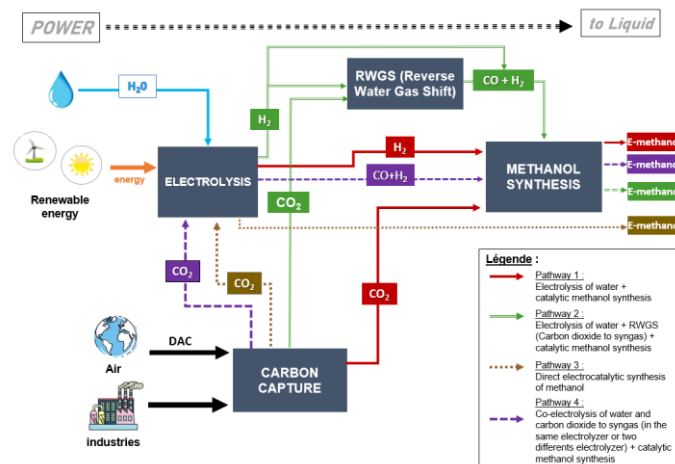 POWER
to Liquid
H₂0
RWGS (Reverse
Water Gas Shift)
CO + H₂
H₂
H₂
energy
Renewable
energy
ELECTROLYSIS
CO+H₂
METHANOL
SYNTHESIS
E-methanol
E-methanol
E-methanol
E-methanol
CO₂
CO₂
CO₂
CO₂
Air
DAC
industries
CARBON
CAPTURE
Légende :
Pathway 1 :
Electrolysis of water +
catalytic methanol synthesis
Pathway 2 :
Electrolysis of water + RWGS
(Carbon dioxide to syngas) +
catalytic methanol synthesis
Pathway 3 :
Direct electrocatalytic synthesis
of methanol
Pathway 4 :
Co-electrolysis of water and
carbon dioxide to syngas (in
the same electrolyzer or two
differents electrolyzer) + catalytic
methanol synthesis